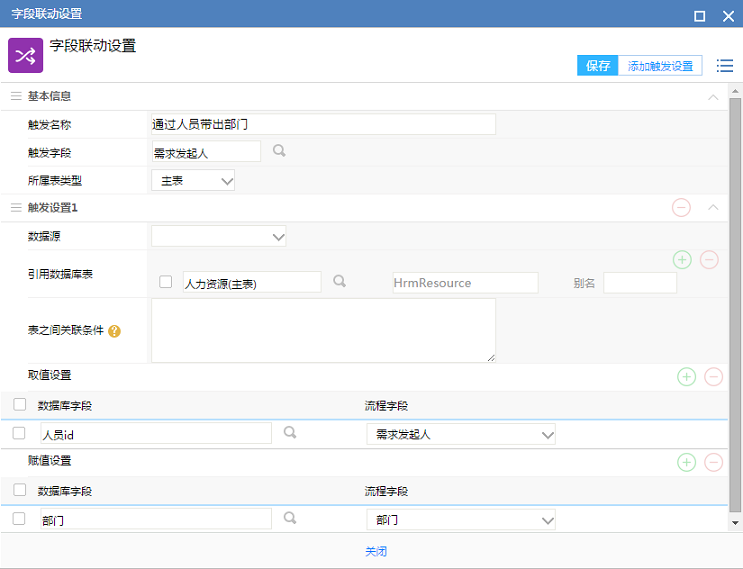 字段联动设置
字段联动设置
保存 添加触发设置
基本信息
触发名称 通过人员带出部门
触发字段 需求发起人
所属表类型 主表
触发设置1
数据源
引用数据库表 人力资源(主表) HrmResource 别名
表之间关联条件 ?
取值设置
数据库字段 流程字段
人员id 需求发起人
赋值设置
数据库字段 流程字段
部门 部门
关闭